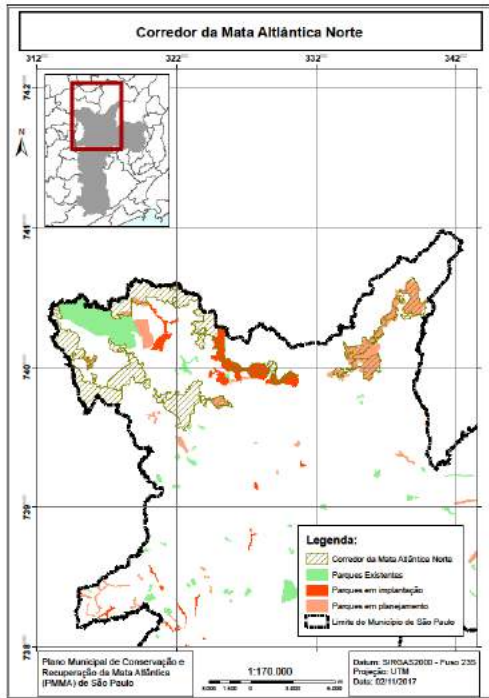 Corredor da Mata Altlântica Norte
312
322
332
342
742
N
741
740
739
738
Legenda:
Corredor da Mata Atlântica Norte
Parques Existentes
Parques em implantação
Parques em planejamento
Limite de Município de São Paulo
Plano Municipal de Conservação e
Recuperação da Mata Atlântica
(PMMA) de São Paulo
1:170.000
Datum: SIRGAS2000 - Fuso 23S
Projeção: UTM
Data: 02/11/2017